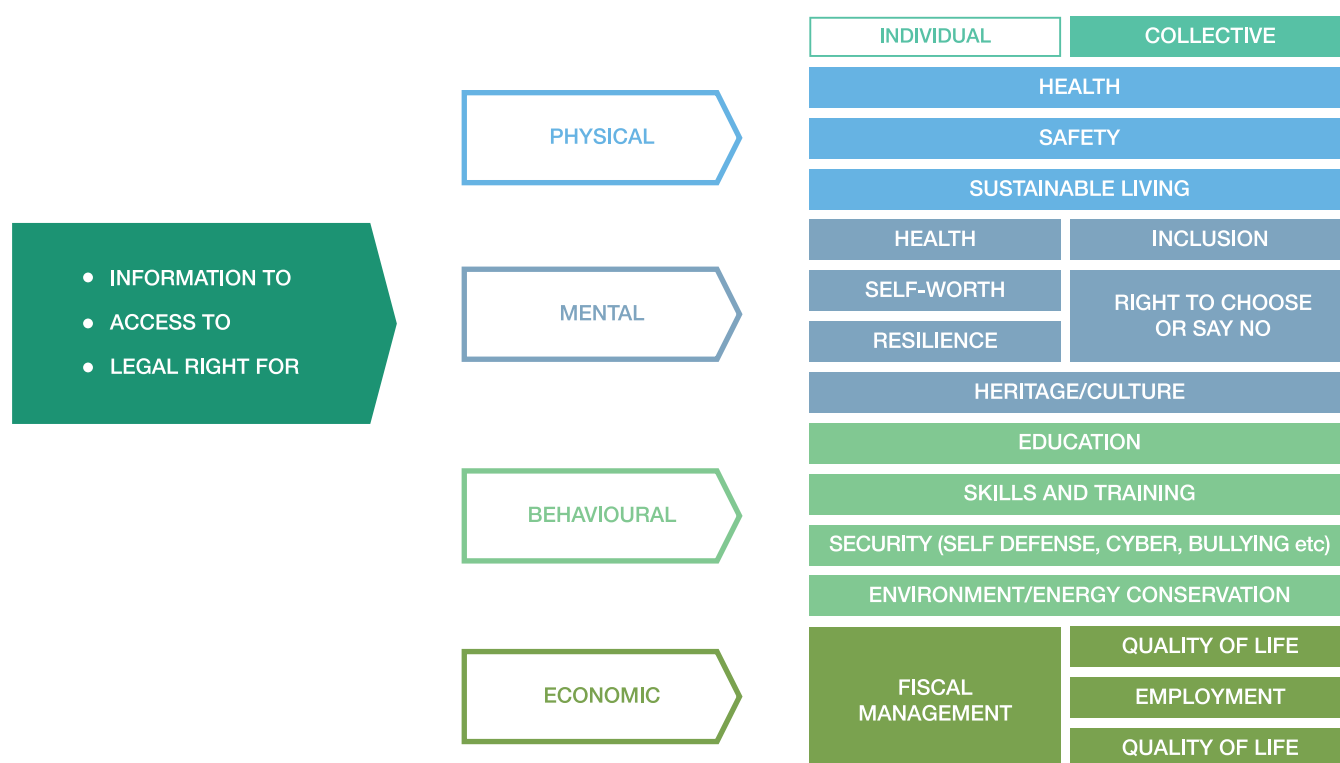 INDIVIDUAL
COLLECTIVE
HEALTH
PHYSICAL
SAFETY
SUSTAINABLE LIVING
● INFORMATION TO
● ACCESS TO
● LEGAL RIGHT FOR
MENTAL
HEALTH
INCLUSION
SELF-WORTH
RIGHT TO CHOOSE
OR SAY NO
RESILIENCE
HERITAGE/CULTURE
BEHAVIOURAL
EDUCATION
SKILLS AND TRAINING
SECURITY (SELF DEFENSE, CYBER, BULLYING etc)
ENVIRONMENT/ENERGY CONSERVATION
ECONOMIC
FISCAL
MANAGEMENT
QUALITY OF LIFE
EMPLOYMENT
QUALITY OF LIFE